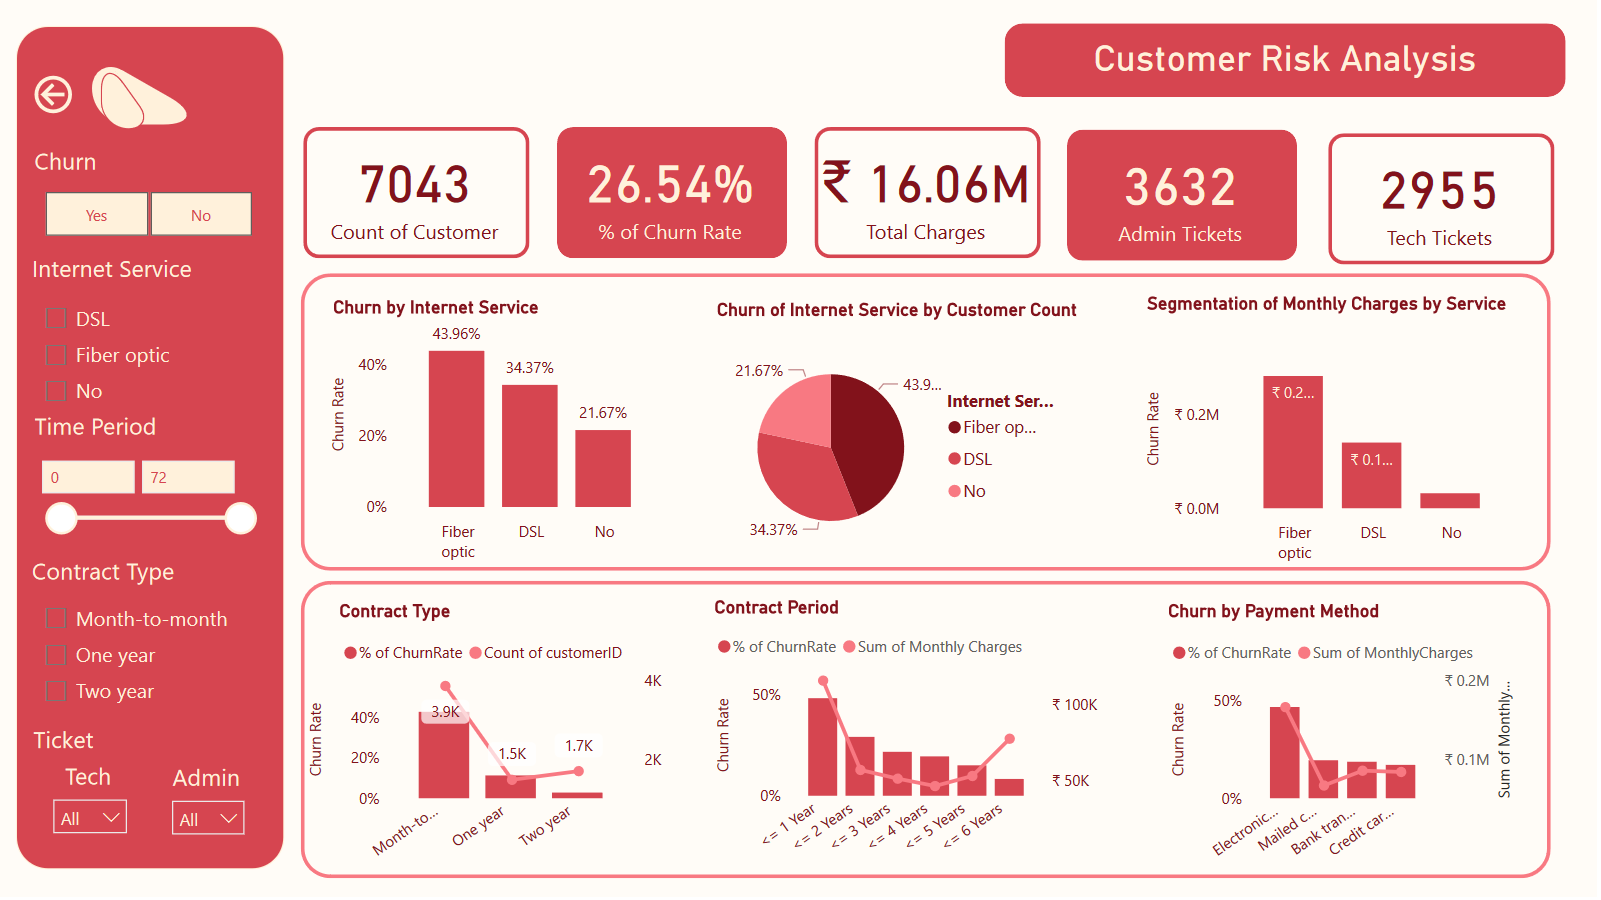 Customer Risk Analysis
Churn
Yes
No
Internet Service
DSL
Fiber optic
No
Time Period
0
72
Contract Type
Month-to-month
One year
Two year
Ticket
Tech
Admin
All
All
7043
Count of Customer
26.54%
% of Churn Rate
₹ 16.06M
Total Charges
3632
Admin Tickets
2955
Tech Tickets
Churn by Internet Service
Churn Rate
40%
20%
0%
43.96%
34.37%
21.67%
Fiber
optic
DSL
No
Churn of Internet Service by Customer Count
21.67%
43.9...
34.37%
Internet Ser...
Fiber op...
DSL
No
Segmentation of Monthly Charges by Service
Churn Rate
₹ 0.2M
₹ 0.0M
₹ 0.2...
₹ 0.1...
Fiber
optic
DSL
No
Contract Type
% of ChurnRate
Count of customerID
Churn Rate
40%
20%
0%
3.9K
1.5K
1.7K
4K
2K
Month-to...
One year
Two year
Contract Period
% of ChurnRate
Sum of Monthly Charges
Churn Rate
50%
0%
₹ 100K
₹ 50K
<= 1 Year
<= 2 Years
<= 3 Years
<= 4 Years
<= 5 Years
<= 6 Years
Churn by Payment Method
% of ChurnRate
Sum of MonthlyCharges
Churn Rate
50%
0%
₹ 0.2M
₹ 0.1M
Sum of Monthly...
Electronic...
Mailed c...
Bank tran...
Credit car...